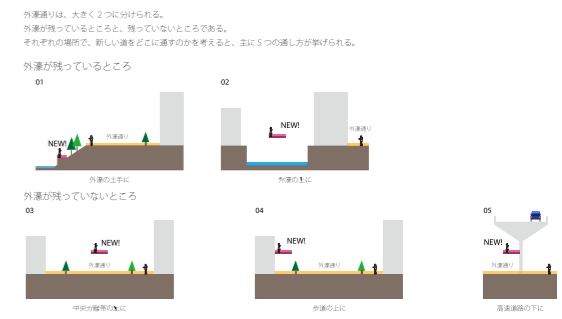 外濠通りは、大きく2つに分けられる。
外濠が残っているところと、残っていないところである。
それぞれの場所で、新しい道をどこに通すのかを考えると、主に5つの通し方が挙げられる。
外濠が残っているところ
01
02
NEW!
外濠通り
NEW!
外濠通り
外濠の土手に
外濠の上に
外濠が残っていないところ
03
04
05
NEW!
外濠通り
NEW!
外濠通り
NEW!
外濠通り
中央分離帯の上に
歩道の上に
高速道路の下に